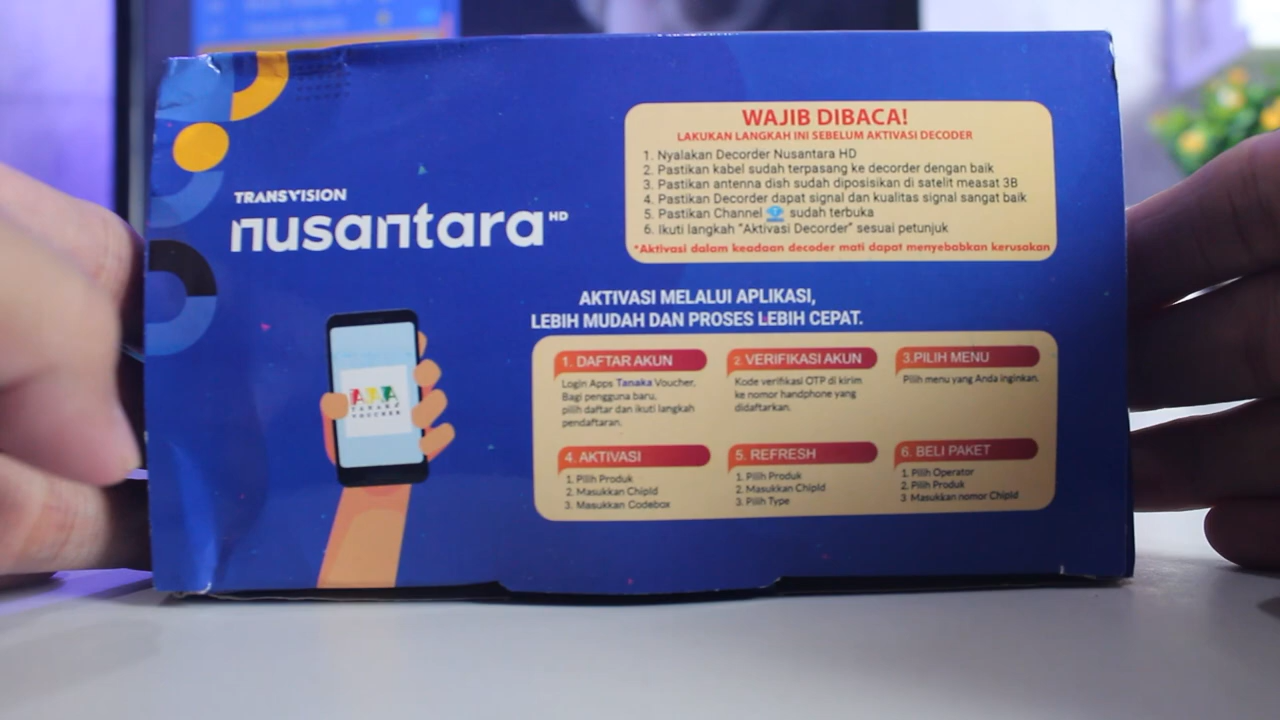 TRANSVISION
nusantara HD
WAJIB DIBACA!
LAKUKAN LANGKAH INI SEBELUM AKTIVASI DECODER
1. Nyalakan Decorder Nusantara HD
2. Pastikan kabel sudah terpasang ke decorder dengan baik
3. Pastikan antenna dish sudah diposisikan di satelit measat 3B
4. Pastikan Decorder dapat signal dan kualitas signal sangat baik
5. Pastikan Channel sudah terbuka
6. Ikuti langkah "Aktivasi Decorder" sesuai petunjuk
*Aktivasi dalam keadaan decorder mati dapat menyebabkan kerusakan
AKTIVASI MELALUI APLIKASI,
LEBIH MUDAH DAN PROSES LEBIH CEPAT.
1. DAFTAR AKUN
Login Apps Tanaka Voucher.
Bagi pengguna baru,
pilih daftar dan ikuti langkah
pendaftaran.
2. VERIFIKASI AKUN
Kode verifikasi OTP di kirim
ke nomor handphone yang
didaftarkan.
3.PILIH MENU
Pilih menu yang Anda inginkan.
4. AKTIVASI
1. Pilih Produk
2. Masukkan ChipId
3. Masukkan Codebox
5. REFRESH
1. Pilih Produk
2. Masukkan ChipId
3. Pilih Type
6. BELI PAKET
1. Pilih Operator
2. Pilih Produk
3 Masukkan nomor ChipId
TANAKA
VOUCHER